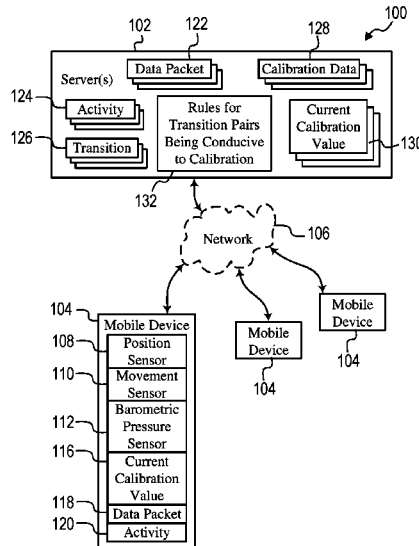 100
102
122
128
Server(s)
Data Packet
Calibration Data
124
Activity
Rules for
Transition Pairs
Being Conducive
to Calibration
Current
Calibration
Value
126
Transition
130
132
106
Network
104
Mobile Device
108
Position
Sensor
110
Movement
Sensor
112
Barometric
Pressure
Sensor
116
Current
Calibration
Value
118
Data Packet
120
Activity
Mobile
Device
104
Mobile
Device
104